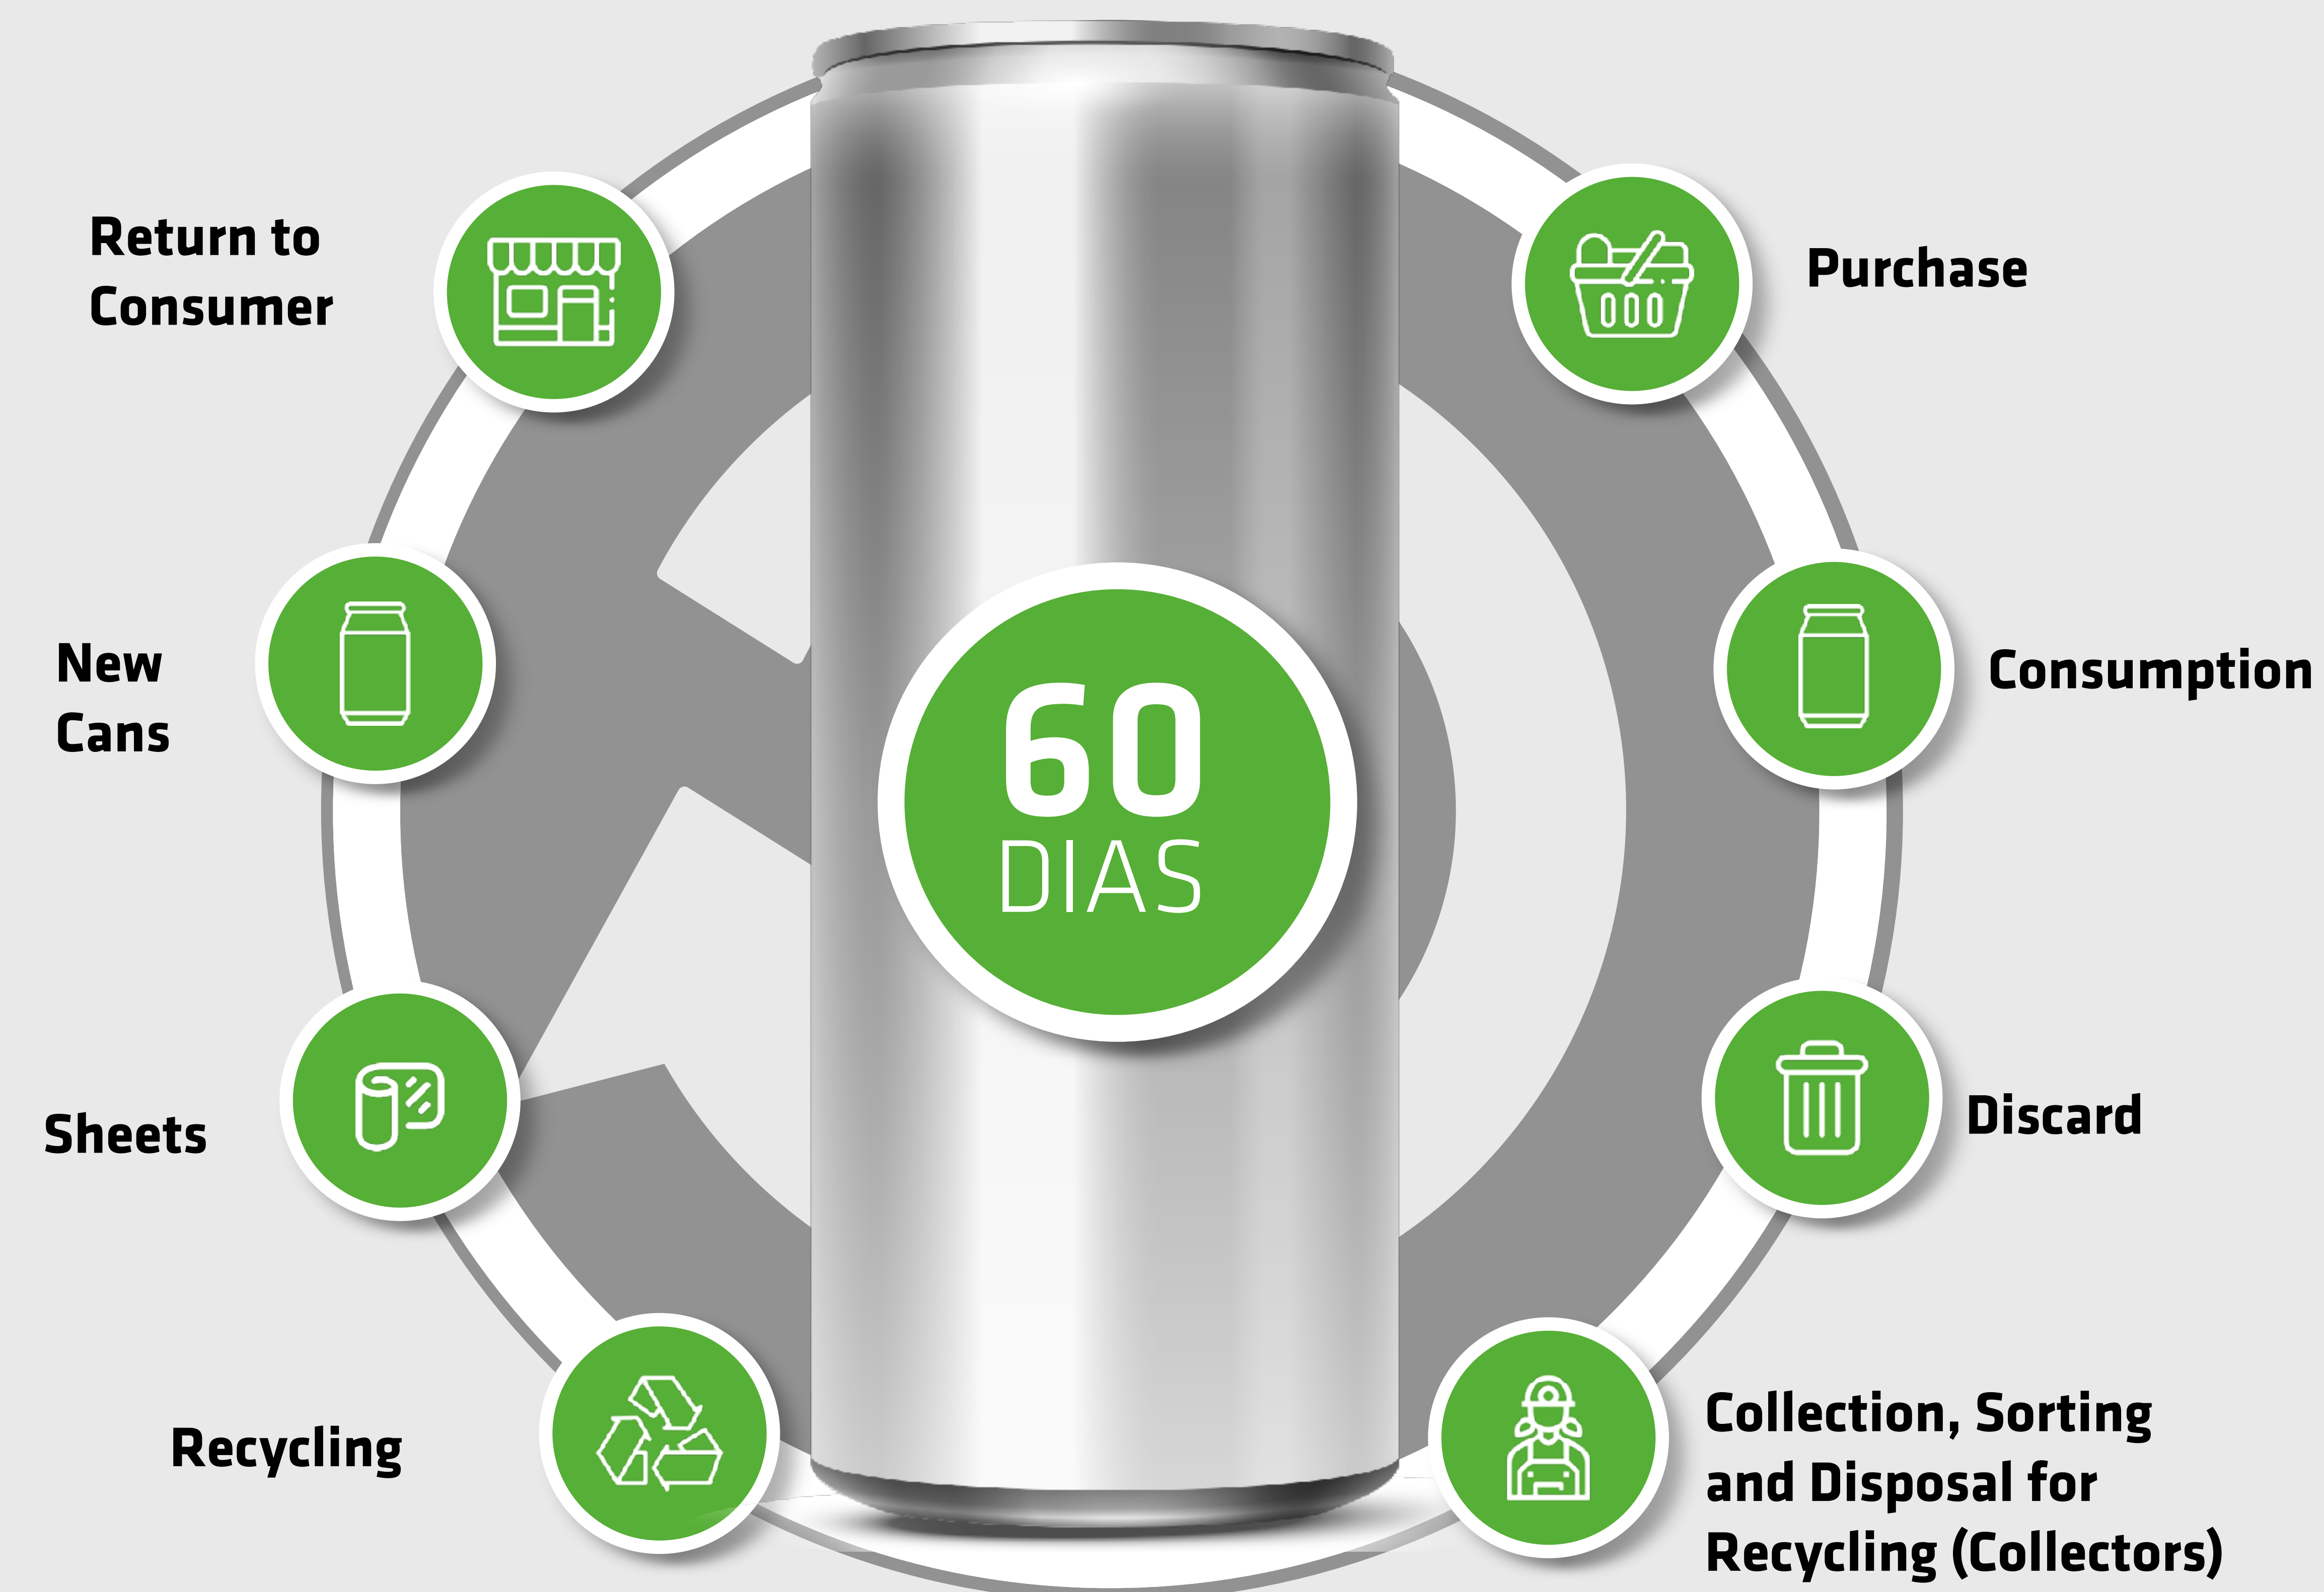 Return to
Consumer
Purchase
New
Cans
Consumption
60
DIAS
Sheets
Discard
Recycling
Collection, Sorting
and Disposal for
Recycling (Collectors)